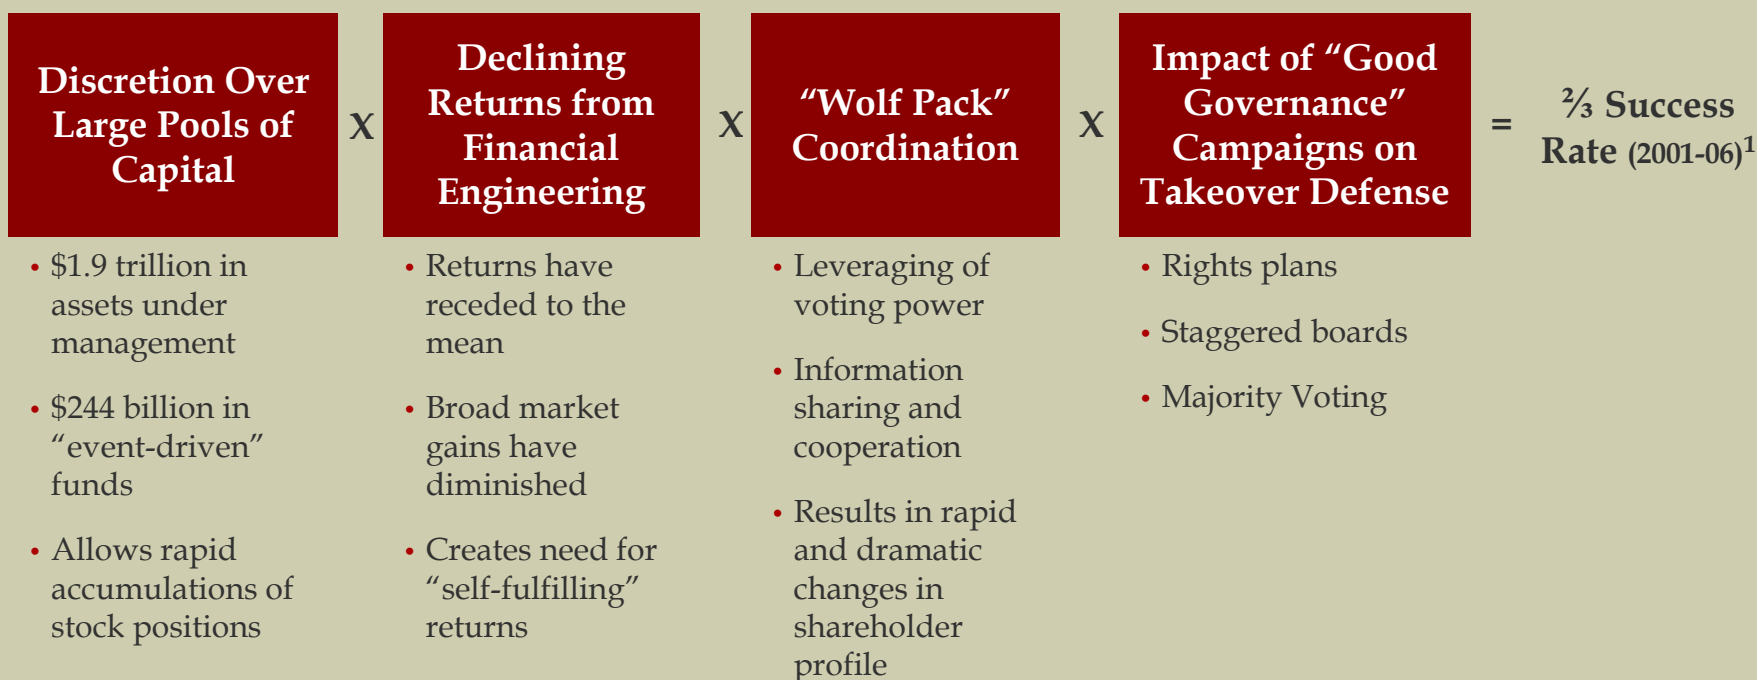 Discretion Over
Large Pools of
Capital
X
Declining
Returns from
Financial
Engineering
X
“Wolf Pack”
Coordination
X
Impact of “Good
Governance”
Campaigns on
Takeover Defense
=
⅔ Success
Rate (2001-06)1
• $1.9 trillion in
assets under
management
• $244 billion in
“event-driven”
funds
• Allows rapid
accumulations of
stock positions
• Returns have
receded to the
mean
• Broad market
gains have
diminished
• Creates need for
“self-fulfilling”
returns
• Leveraging of
voting power
• Information
sharing and
cooperation
• Results in rapid
and dramatic
changes in
shareholder
profile
• Rights plans
• Staggered boards
• Majority Voting